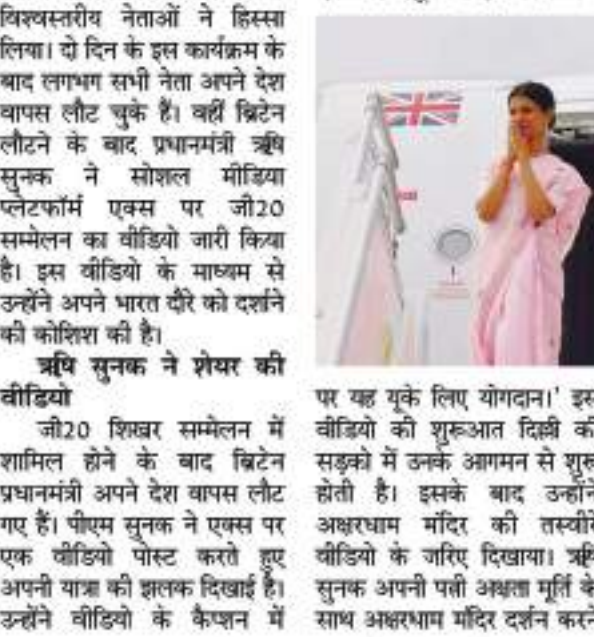 विश्वस्तरीय नेताओं ने हिस्सा
लिया। दो दिन के इस कार्यक्रम के
बाद लगभग सभी नेता अपने देश
वापस लौट चुके हैं। वहीं ब्रिटेन
लौटने के बाद प्रधानमंत्री ऋषि
सुनक ने सोशल मीडिया
प्लेटफॉर्म एक्स पर जी20
सम्मेलन का वीडियो जारी किया
है। इस वीडियो के माध्यम से
उन्होंने अपने भारत दौरे को दर्शाने
की कोशिश की है।
ऋषि सुनक ने शेयर की
वीडियो
जी20 शिखर सम्मेलन में
शामिल होने के बाद ब्रिटेन
प्रधानमंत्री अपने देश वापस लौट
गए हैं। पीएम सुनक ने एक्स पर
एक वीडियो पोस्ट करते हुए
अपनी यात्रा की झलक दिखाई है।
उन्होंने वीडियो के कैप्शन में
पर यह यूके लिए योगदान।' इस
वीडियो की शुरूआत दिल्ली की
सड़को में उनके आगमन से शुरू
होती है। इसके बाद उन्होंने
अक्षरधाम मंदिर की तस्वीरें
वीडियो के जरिए दिखाया। ऋषि
सुनक अपनी पत्नी अक्षता मूर्ति के
साथ अक्षरधाम मंदिर दर्शन करने